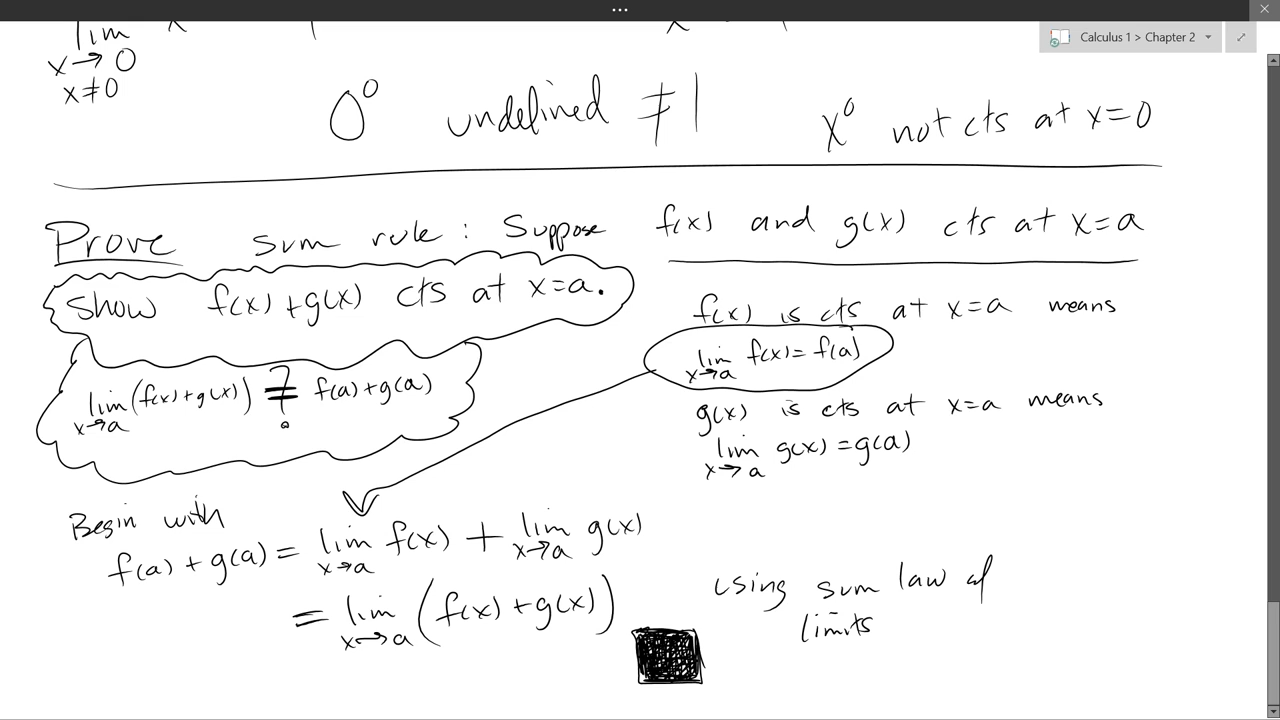 Calculus 1 > Chapter 2
lim x
x→0
x≠0
0⁰ undefined ≠1
x⁰ not cts at x=0
Prove sum rule: Suppose f(x) and g(x) cts at x=a
show f(x)+g(x) cts at x=a.
lim (f(x)+g(x)) ?= f(a)+g(a)
x→a
f(x) is cts at x=a means
lim f(x)=f(a)
x→a
g(x) is cts at x=a means
lim g(x)=g(a)
x→a
Begin with
f(a)+g(a)= lim f(x) + lim g(x)
x→a x→a
= lim (f(x)+g(x))
x→a
using sum law of
limits